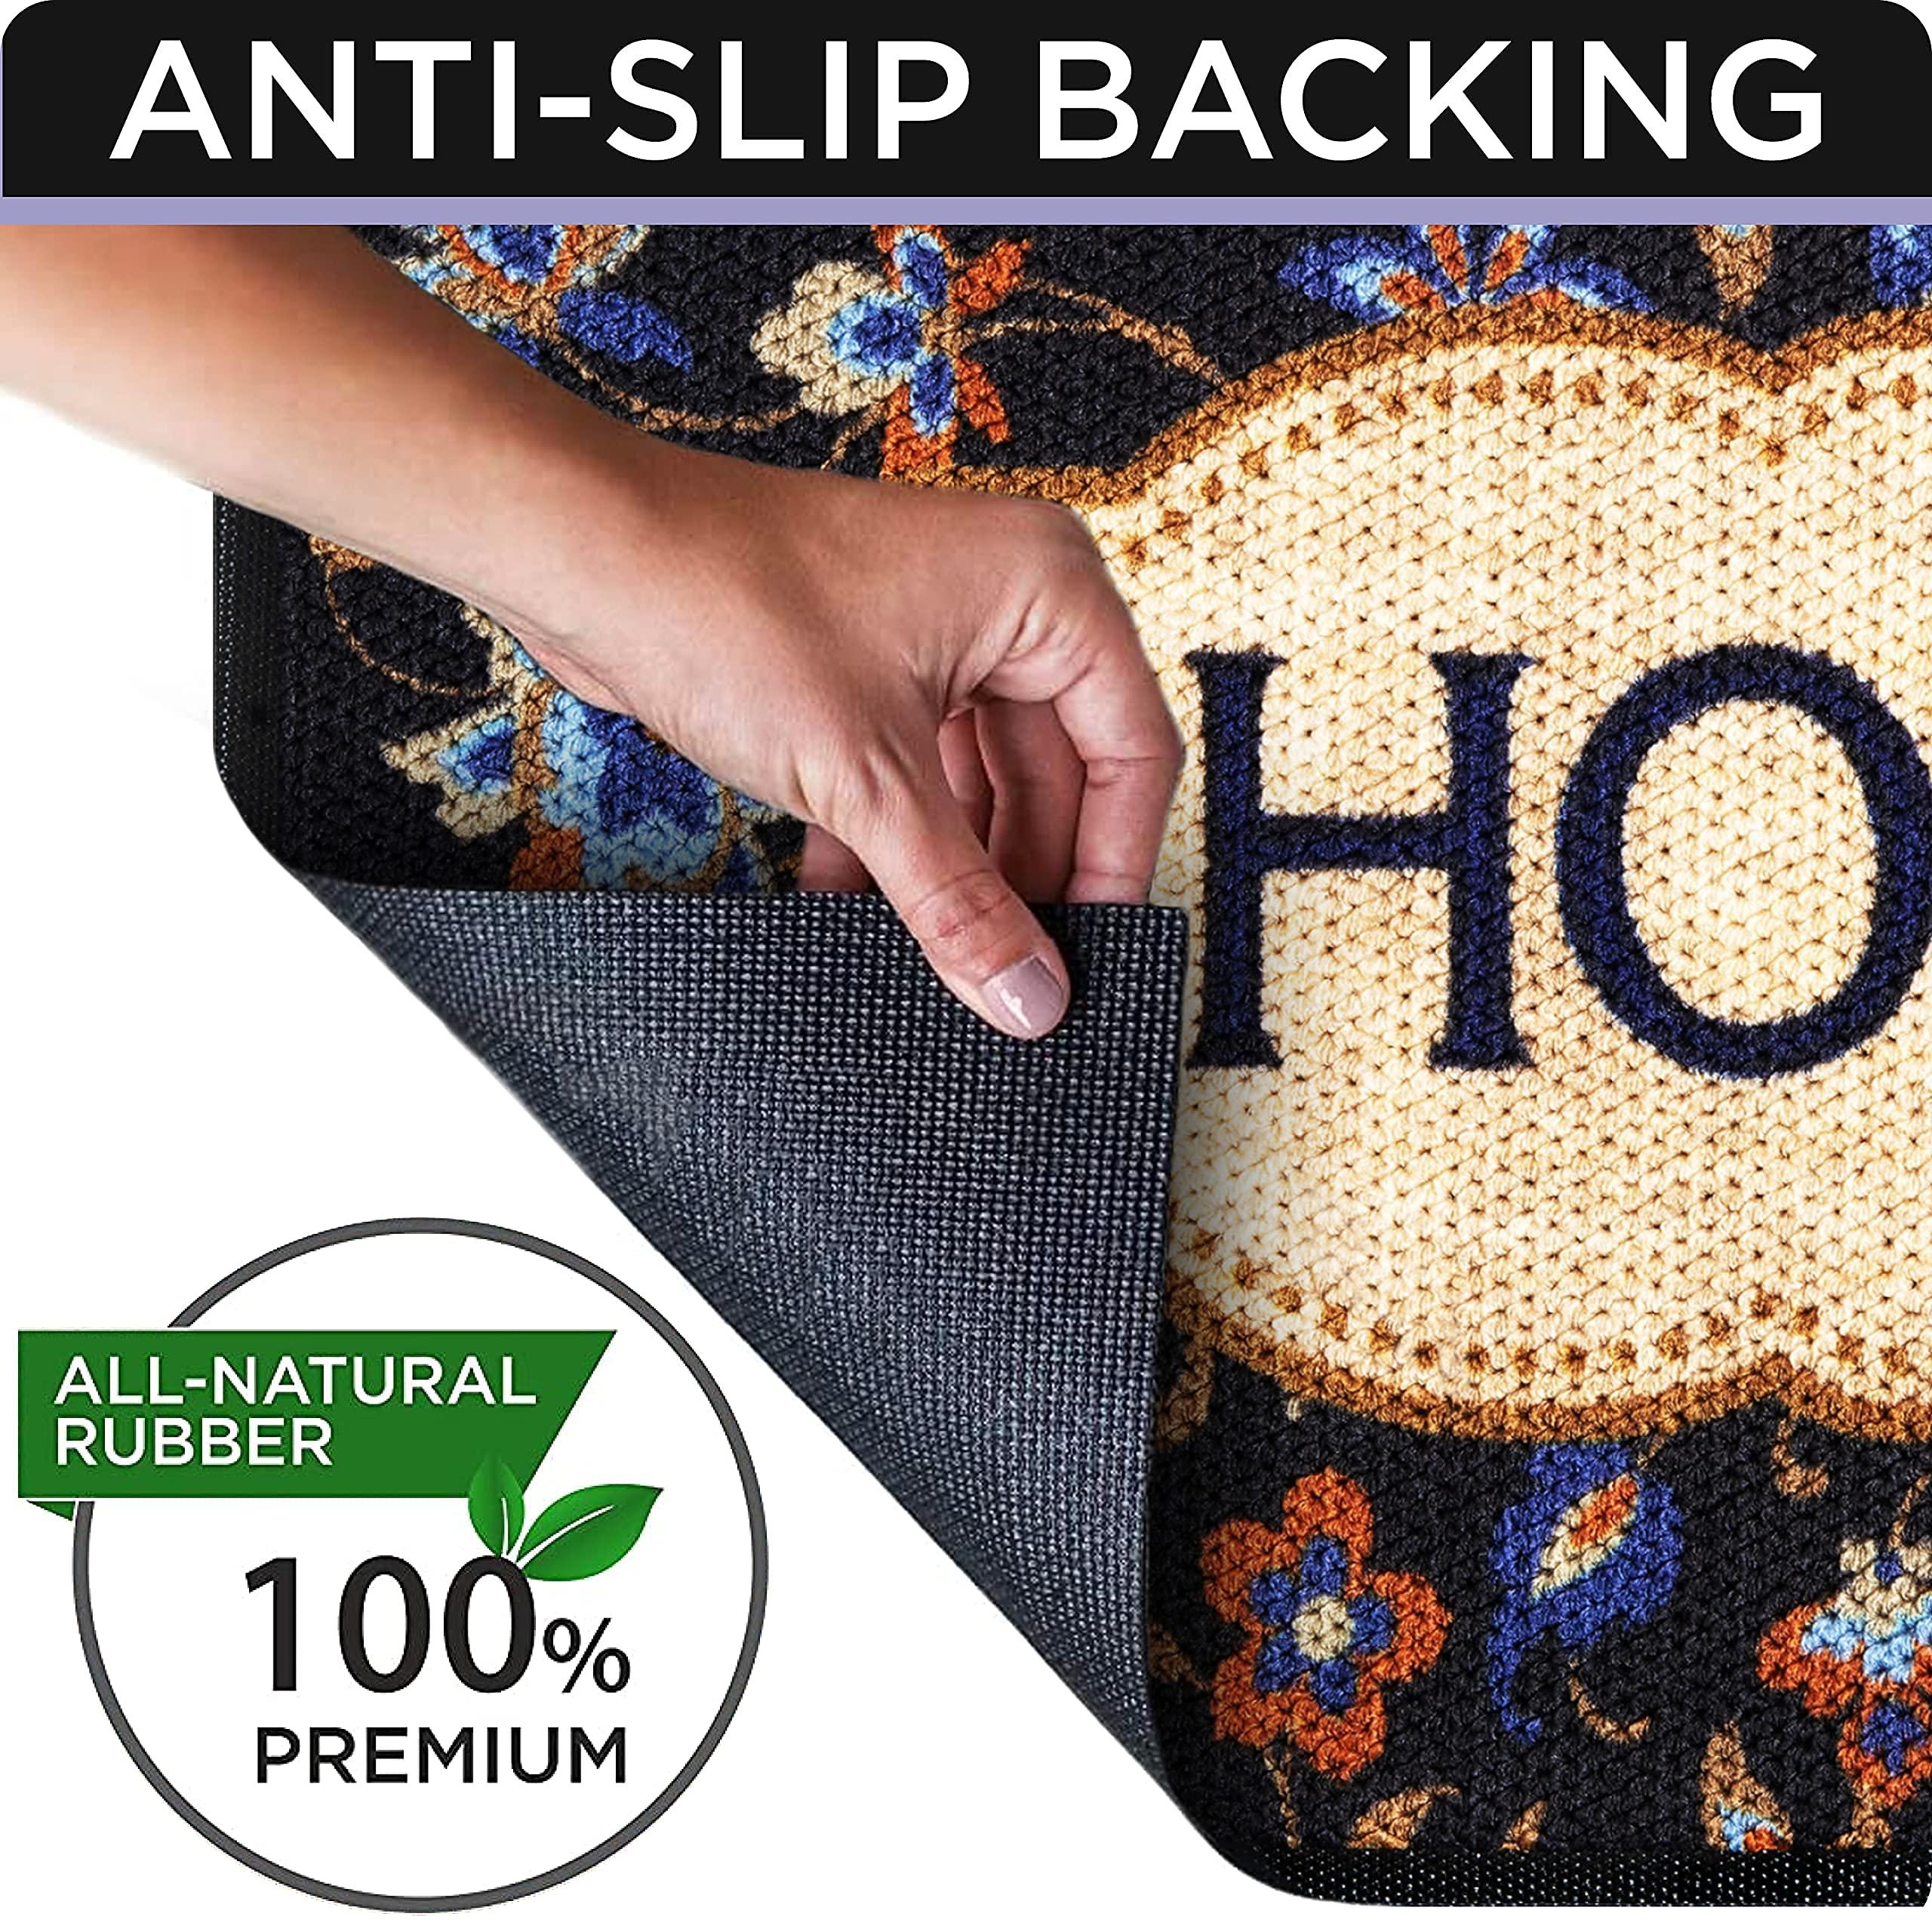 ANTI-SLIP BACKING
HO
ALL-NATURAL
RUBBER
100%
PREMIUM